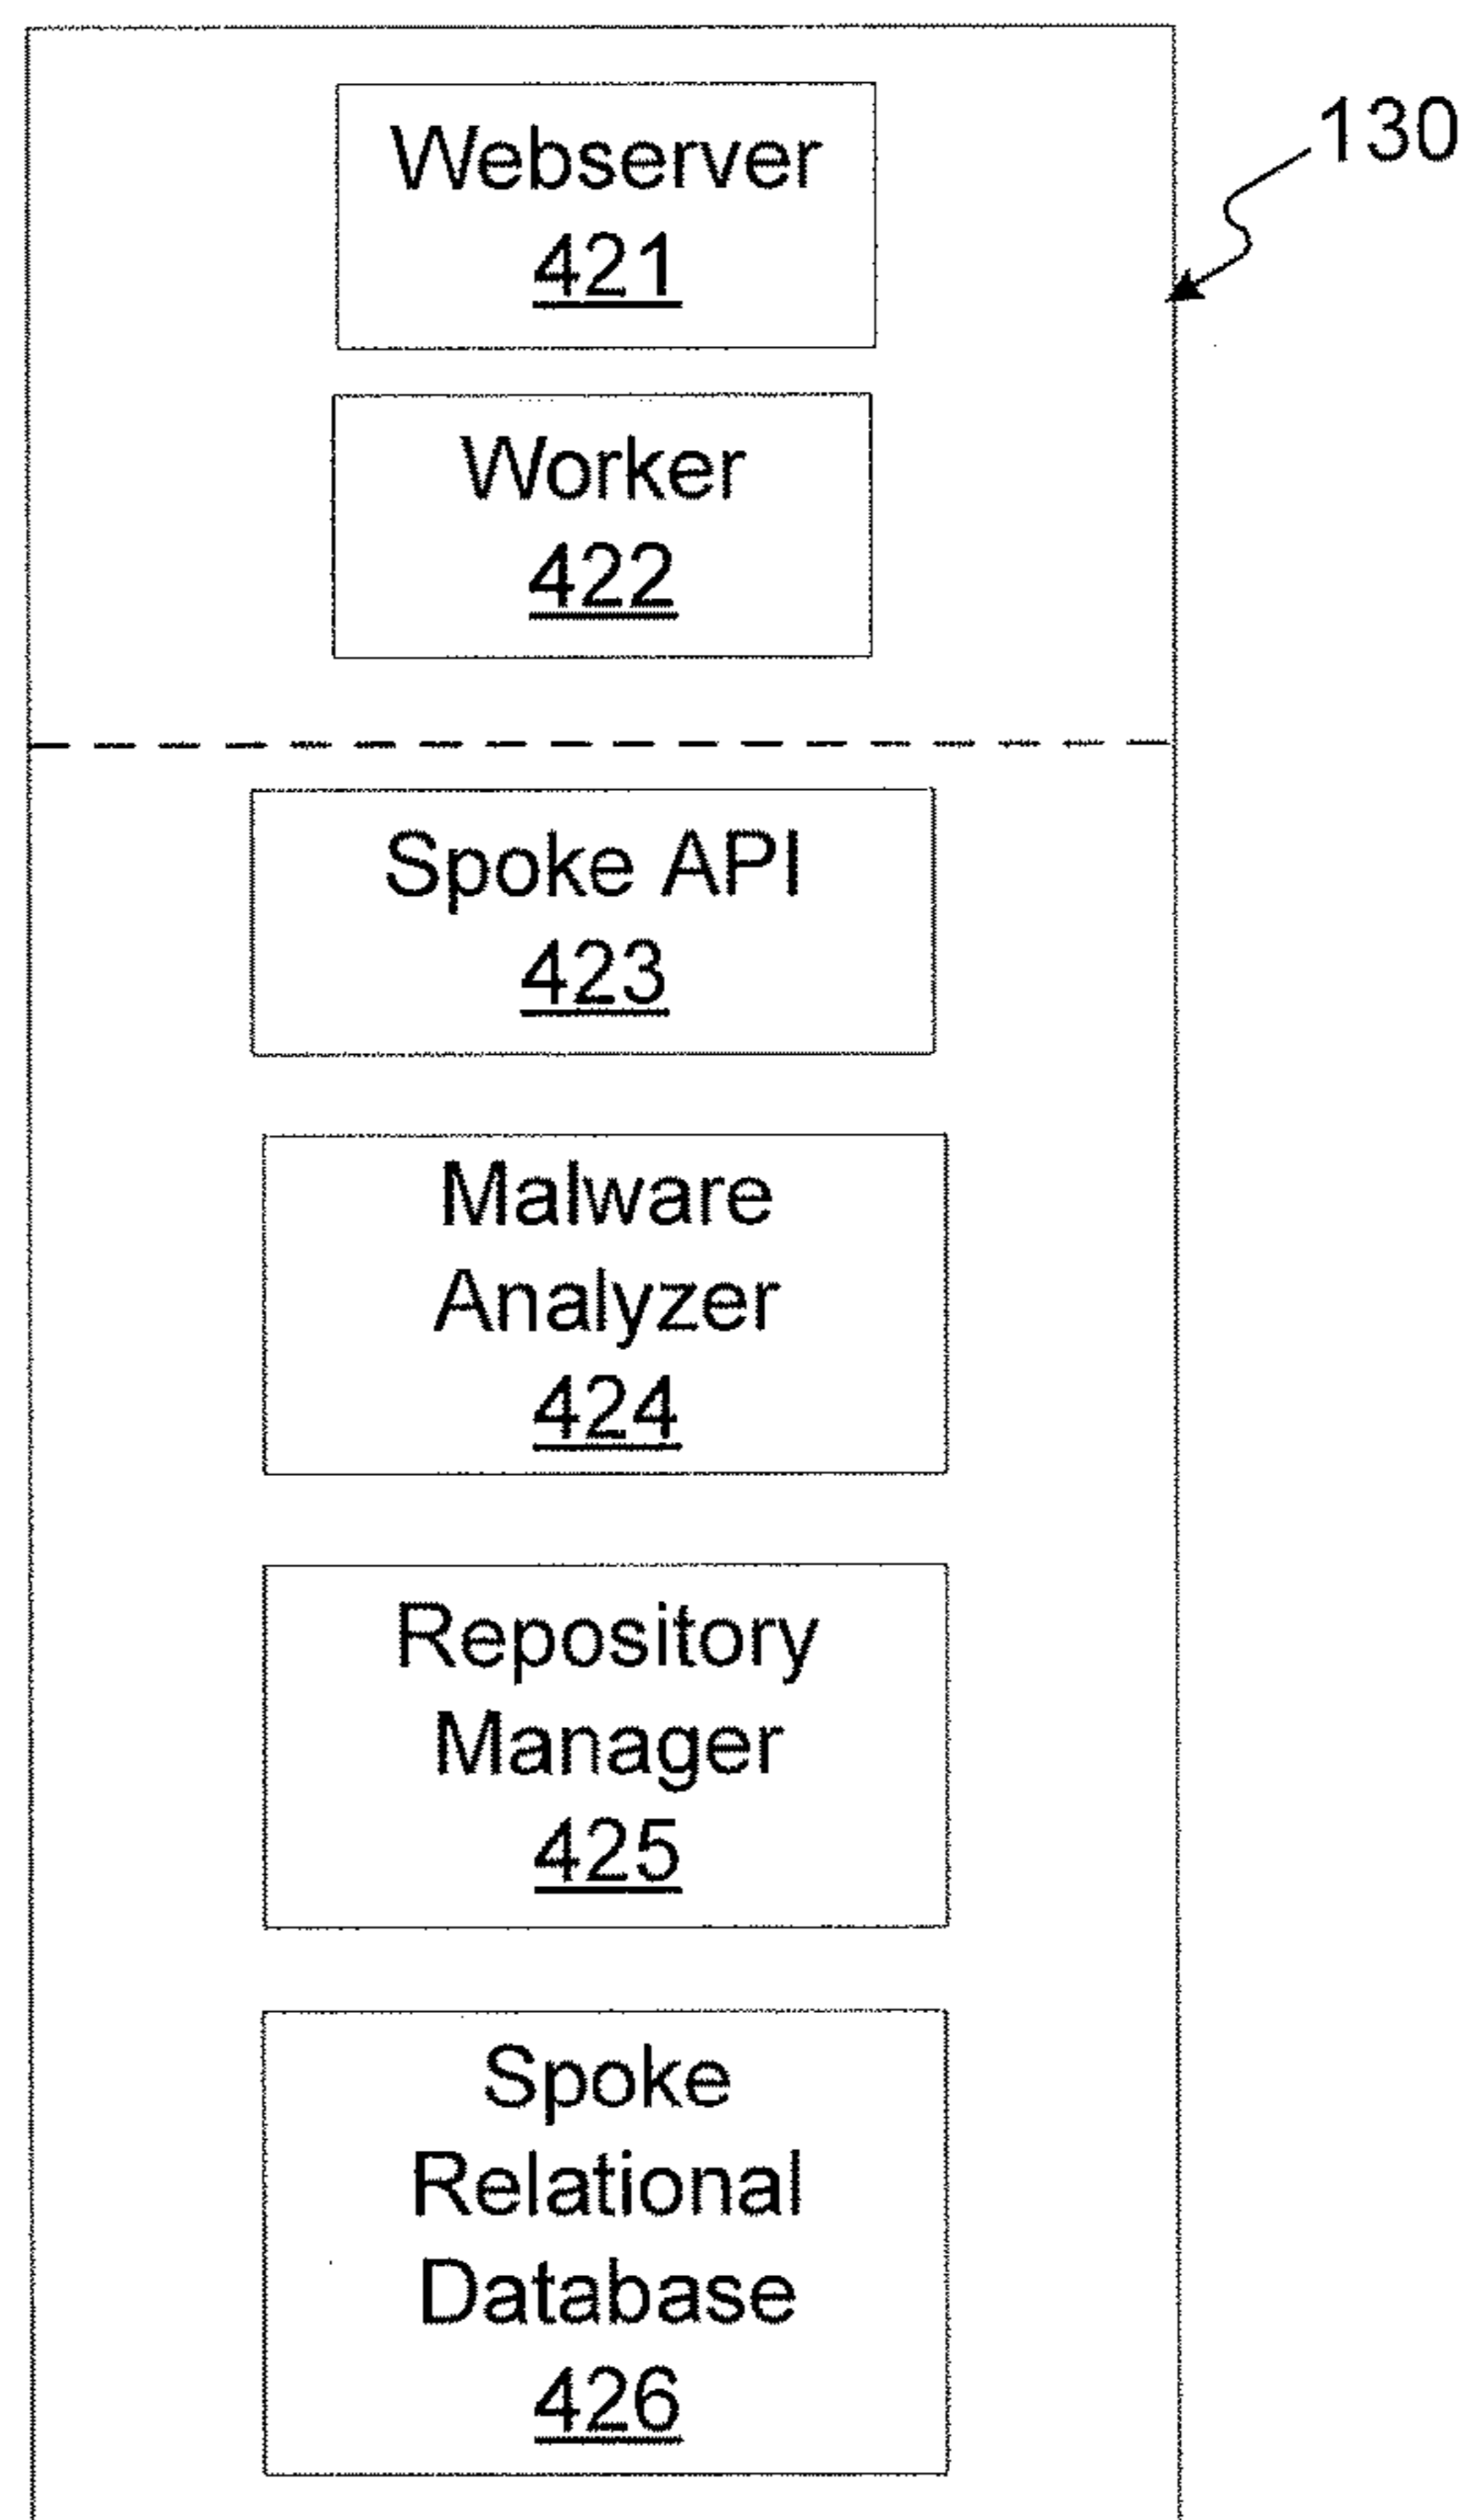 130
Webserver
421
Worker
422
Spoke API
423
Malware
Analyzer
424
Repository
Manager
425
Spoke
Relational
Database
426